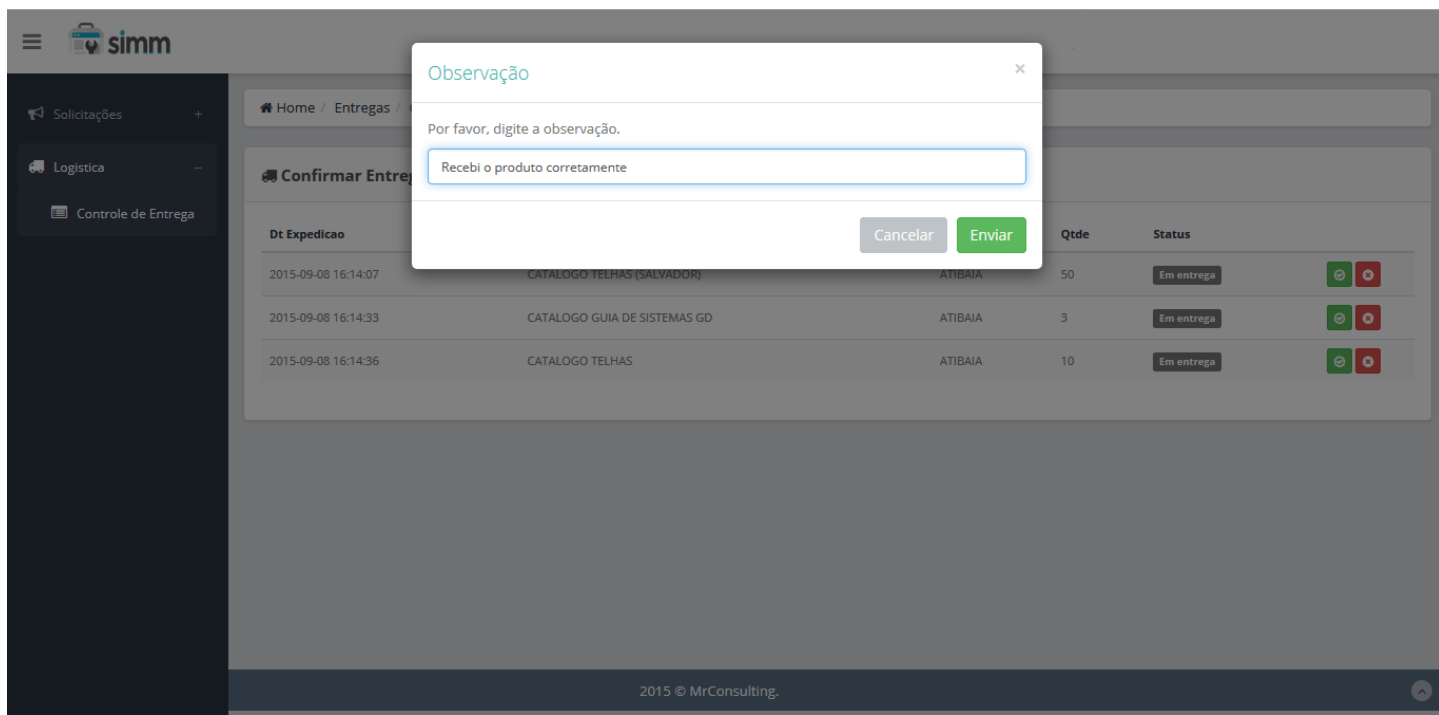 simm
Observação ×
Solicitações +
Home / Entregas /
Por favor, digite a observação.
Recebi o produto corretamente
Logistica –
Confirmar Entreg
Controle de Entrega
Cancelar Enviar
Dt Expedicao Qtde Status
2015-09-08 16:14:07 CATALOGO TELHAS (SALVADOR) ATIBAIA 50 Em entrega
2015-09-08 16:14:33 CATALOGO GUIA DE SISTEMAS GD ATIBAIA 3 Em entrega
2015-09-08 16:14:36 CATALOGO TELHAS ATIBAIA 10 Em entrega
2015 © MrConsulting.